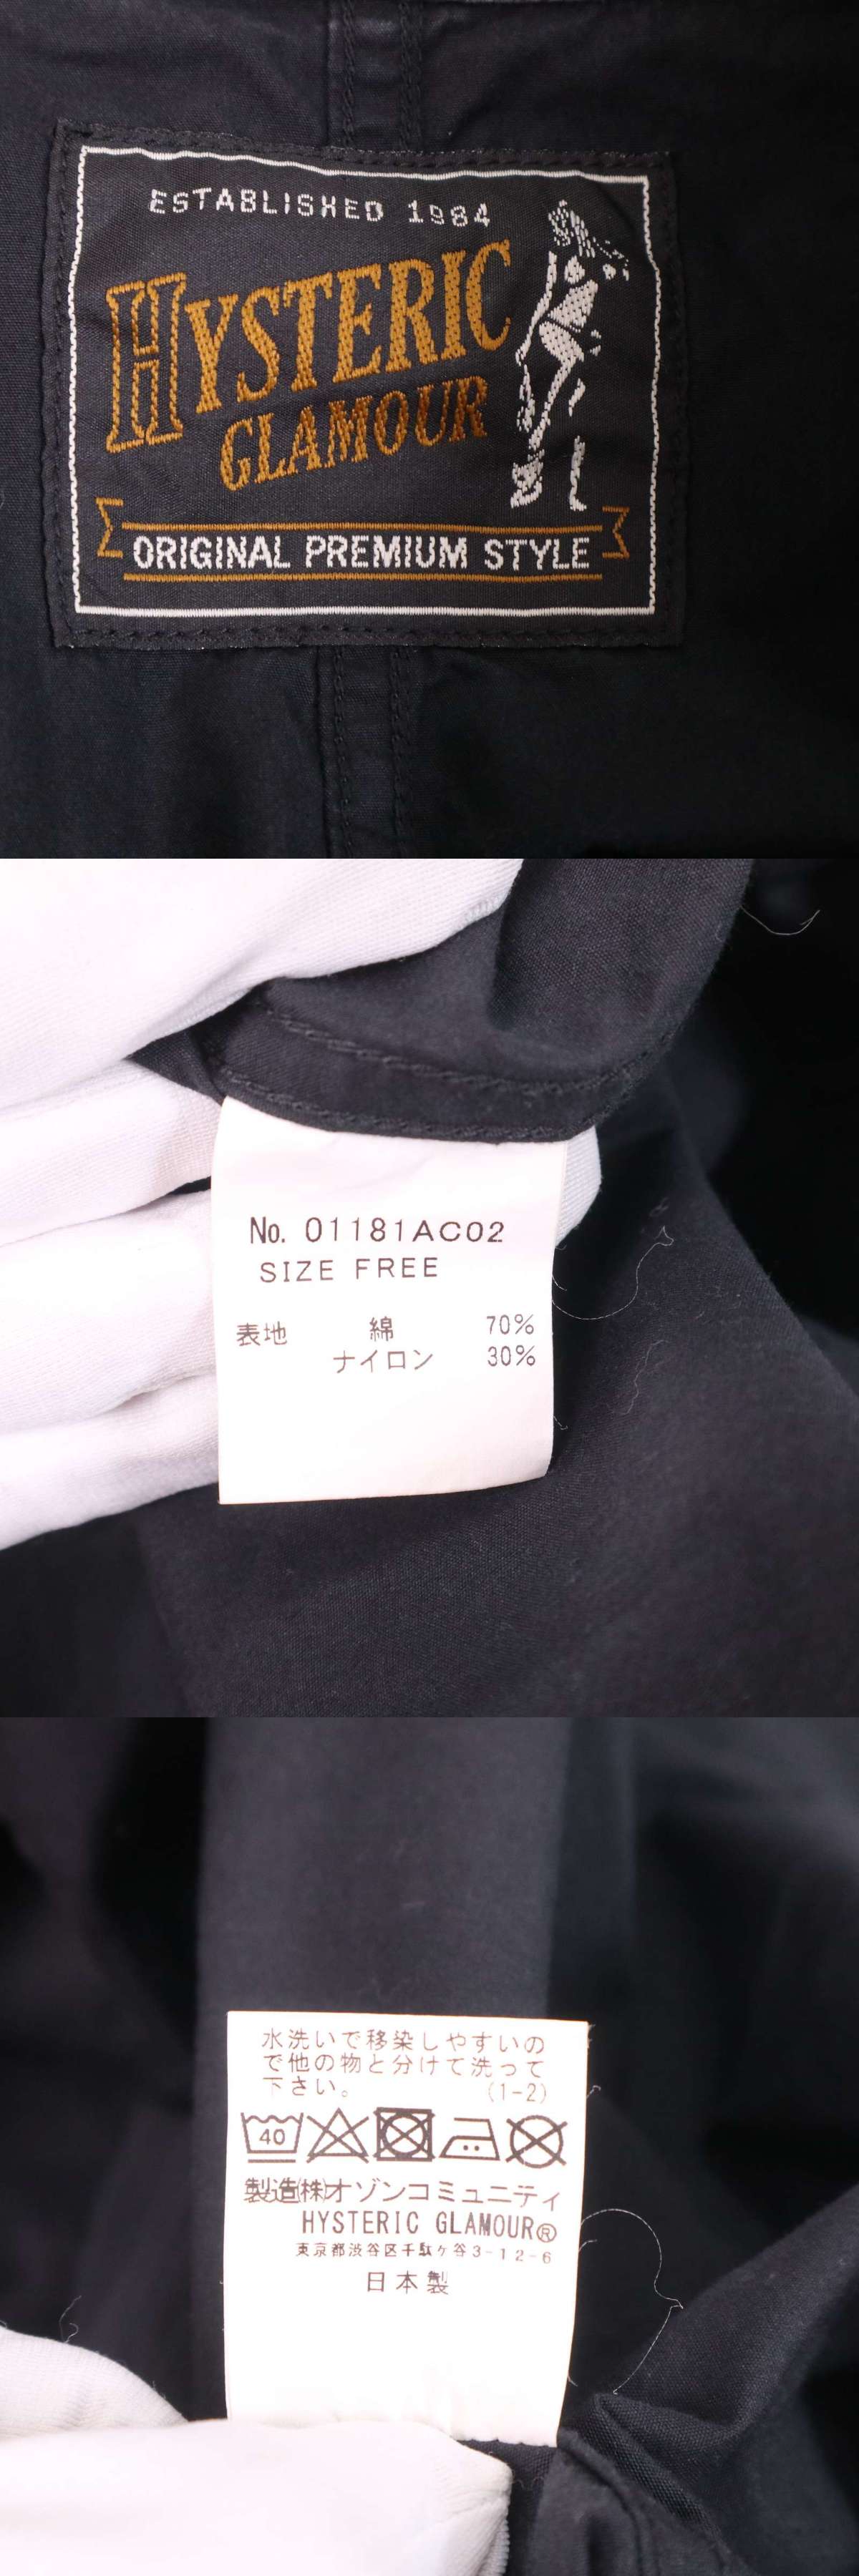 ESTABLISHED 1984
HYSTERIC
GLAMOUR
ORIGINAL PREMIUM STYLE
No. 01181AC02
SIZE FREE
表地 綿 70%
ナイロン 30%
水洗いで移染しやすいの
で他の物と分けて洗って
下さい。 (1-2)
40
製造㈱オゾンコミュニティ
HYSTERIC GLAMOUR®
東京都渋谷区千駄ヶ谷3-12-6
日本製